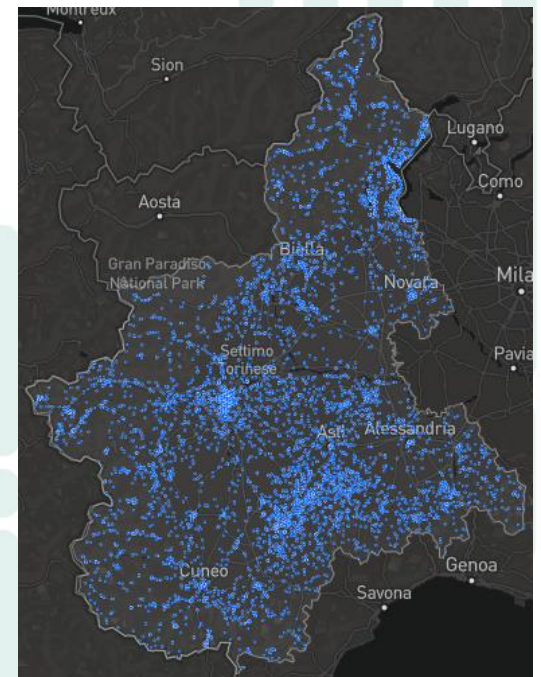 Montreux
Sion
Lugano
Como
Aosta
Biella
Gran Paradiso
National Park
Novara
Mila
Settimo
Torinese
Pavia
Asti
Alessandria
Cuneo
Genoa
Savona